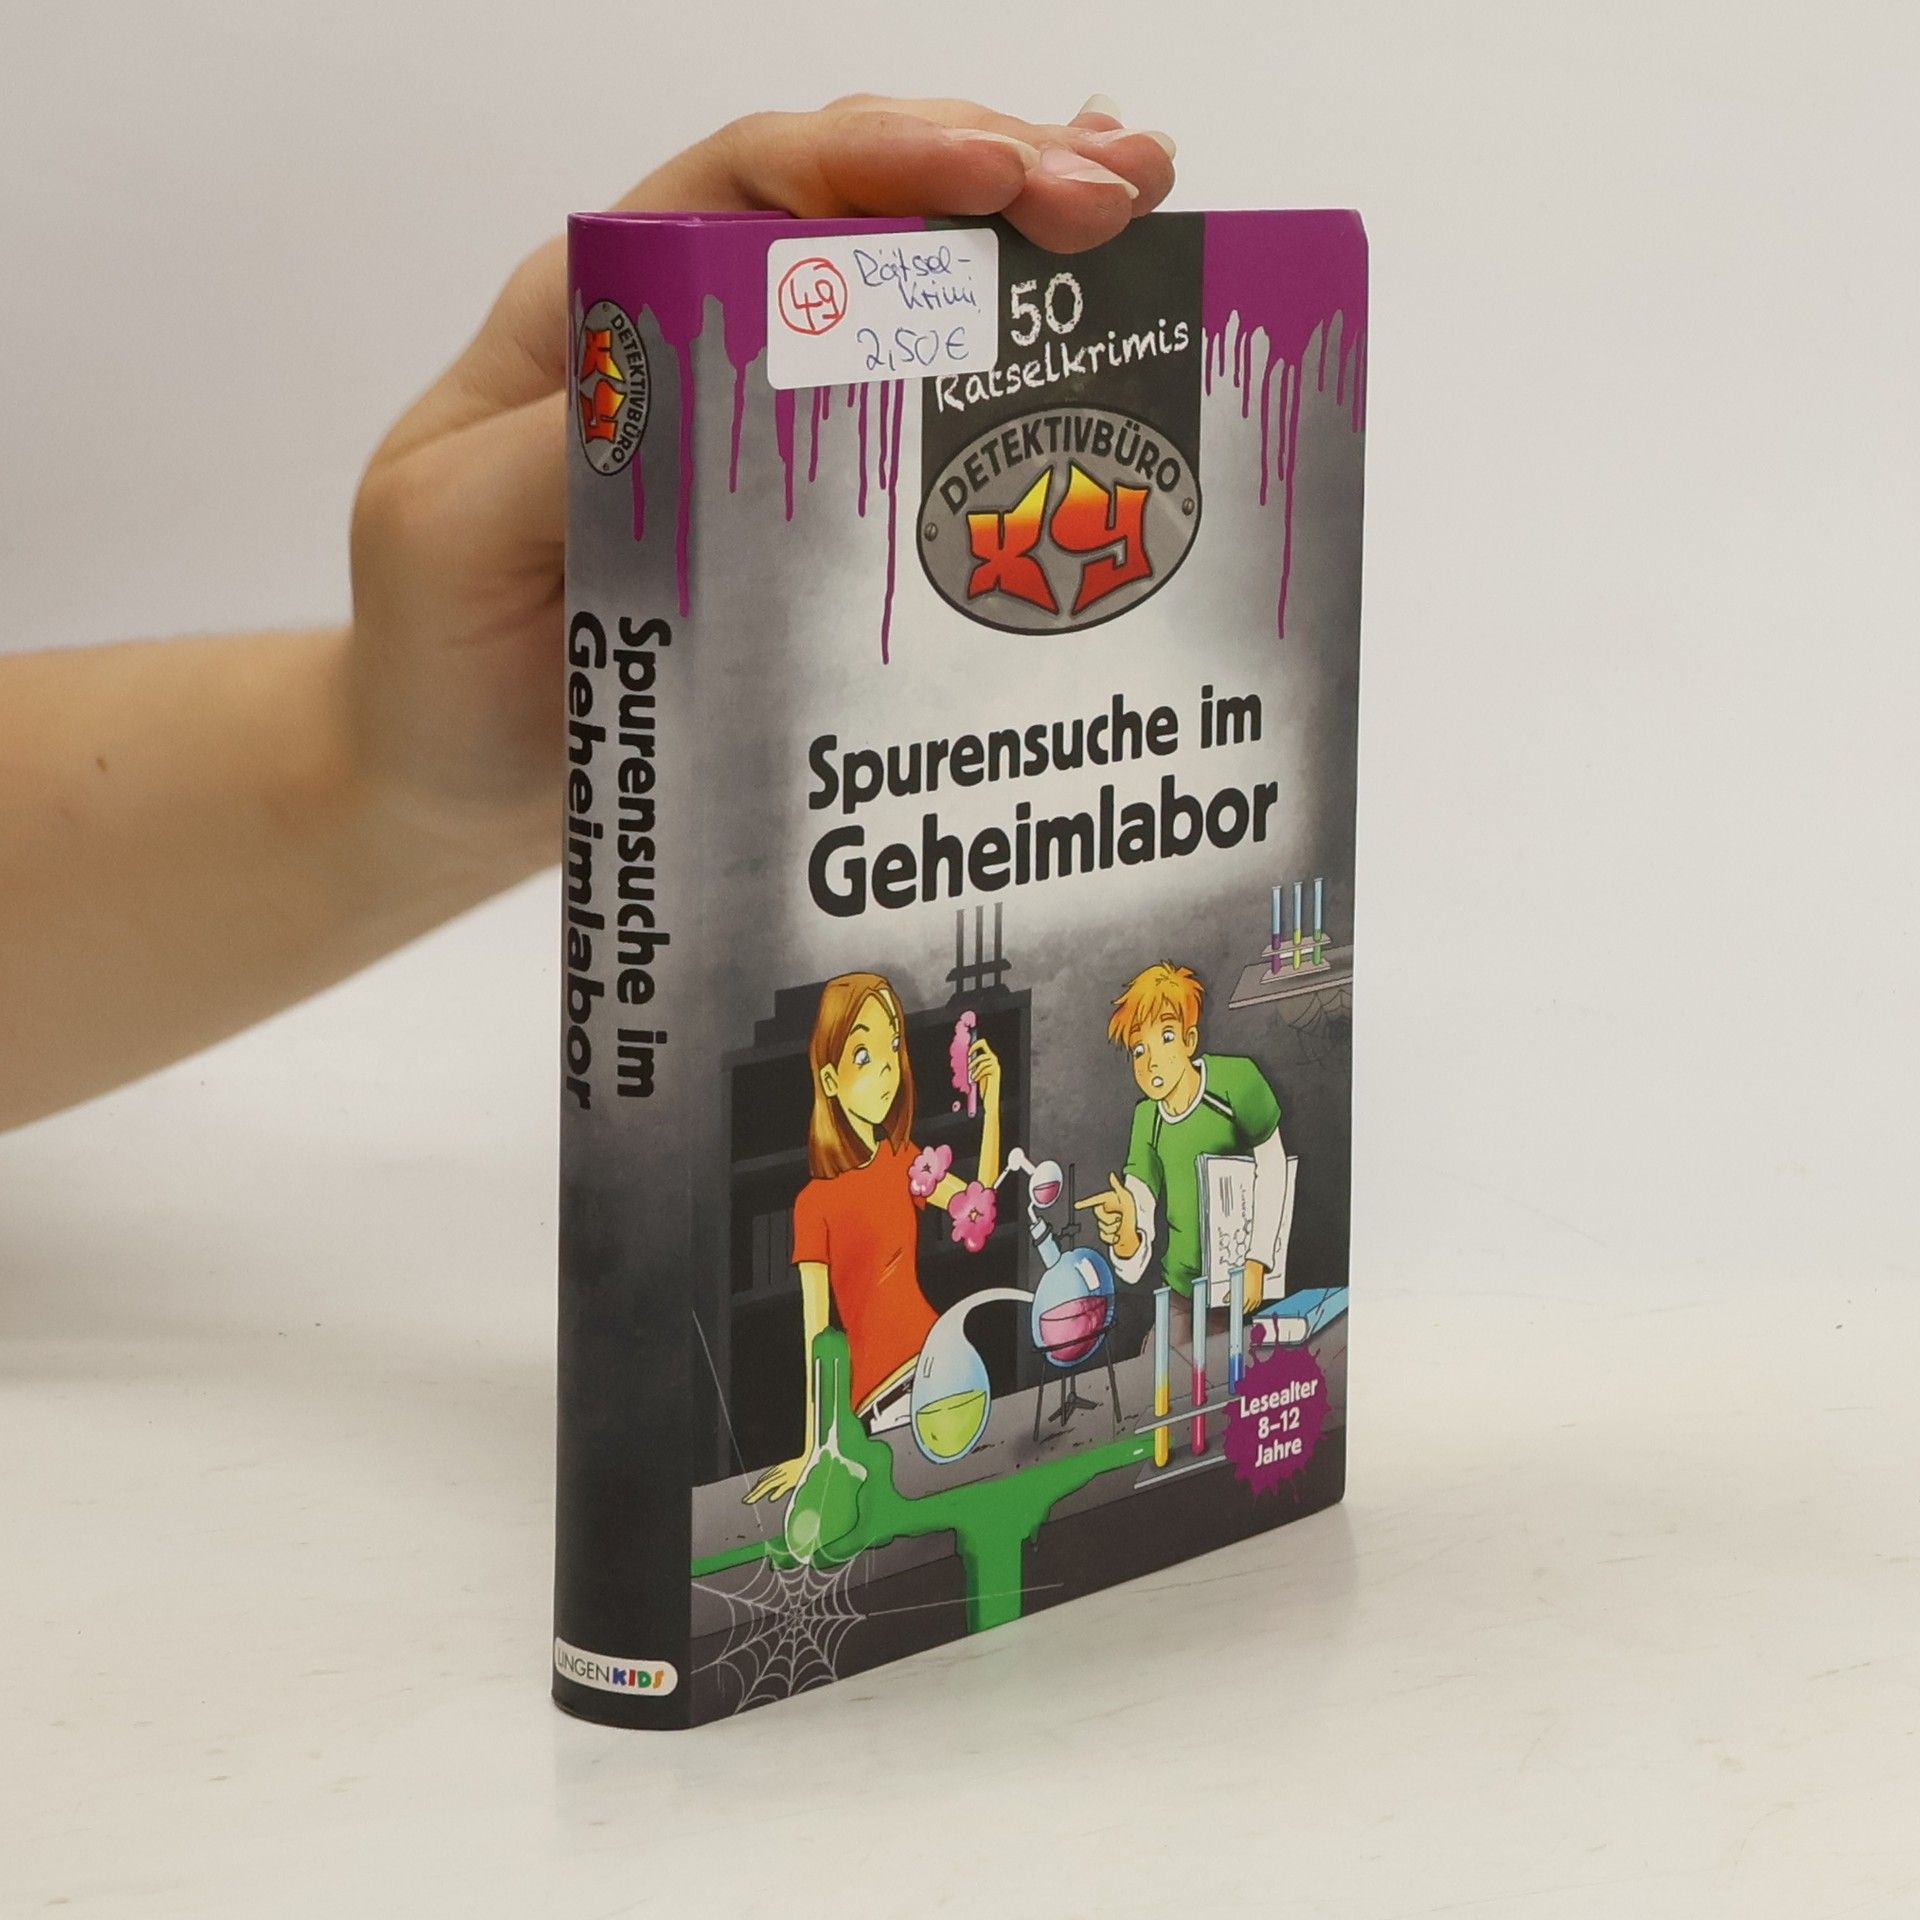 49
Rätsel-
krimi
2,50€
50
Rätselkrimis
DETEKTIVBÜRO
XY
Spurensuche im
Geheimlabor
Lesealter
8–12
Jahre
DETEKTIVBÜRO
XY
Spurensuche im
Geheimlabor
LINGENKIDS